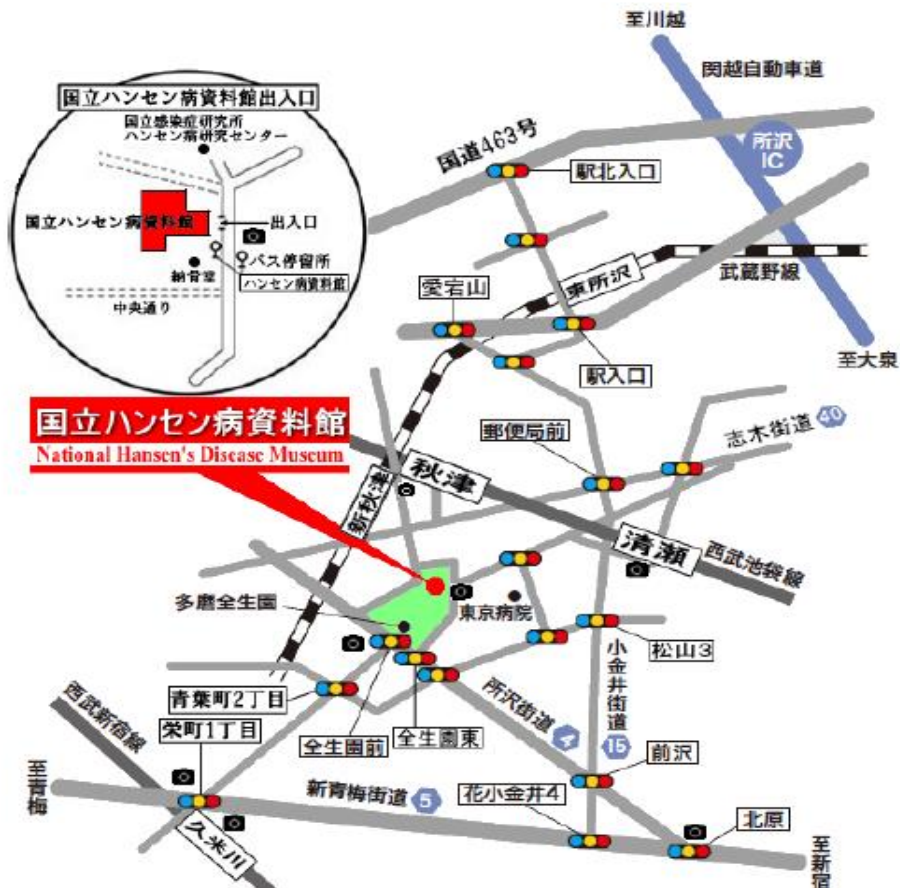 至川越
関越自動車道
国立ハンセン病資料館出入口
国立感染症研究所
ハンセン病研究センター
国道463号
所沢
IC
駅北入口
国立ハンセン病資料館
出入口
バス停留所
納骨堂
ハンセン病資料館
中央通り
東所沢
武蔵野線
愛宕山
至大泉
駅入口
国立ハンセン病資料館
National Hansen's Disease Museum
郵便局前
志木街道
40
秋津
新秋津
清瀬
西武池袋線
多磨全生園
東京病院
松山3
小金井街道
15
青葉町2丁目
所沢街道
4
西武新宿線
栄町1丁目
全生園前
全生園東
前沢
至青梅
新青梅街道
5
花小金井4
北原
久米川
至新宿